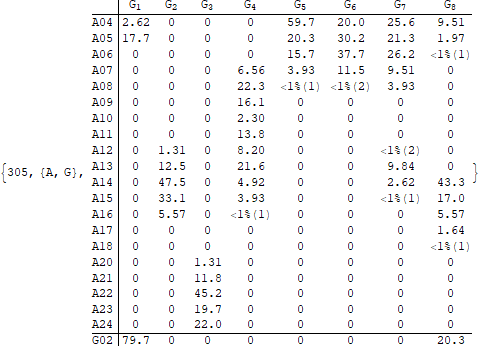 G₁ G₂ G₃ G₄ G₅ G₆ G₇ G₈
A04 2.62 0 0 0 59.7 20.0 25.6 9.51
A05 17.7 0 0 0 20.3 30.2 21.3 1.97
A06 0 0 0 0 15.7 37.7 26.2 <1%(1)
A07 0 0 0 6.56 3.93 11.5 9.51 0
A08 0 0 0 22.3 <1%(1) <1%(2) 3.93 0
A09 0 0 0 16.1 0 0 0 0
A10 0 0 0 2.30 0 0 0 0
A11 0 0 0 13.8 0 0 0 0
A12 0 1.31 0 8.20 0 0 <1%(2) 0
{305, {A, G}, A13 0 12.5 0 21.6 0 0 9.84 0 }
A14 0 47.5 0 4.92 0 0 2.62 43.3
A15 0 33.1 0 3.93 0 0 <1%(1) 17.0
A16 0 5.57 0 <1%(1) 0 0 0 5.57
A17 0 0 0 0 0 0 0 1.64
A18 0 0 0 0 0 0 0 <1%(1)
A20 0 0 1.31 0 0 0 0 0
A21 0 0 11.8 0 0 0 0 0
A22 0 0 45.2 0 0 0 0 0
A23 0 0 19.7 0 0 0 0 0
A24 0 0 22.0 0 0 0 0 0
G02 79.7 0 0 0 0 0 0 20.3